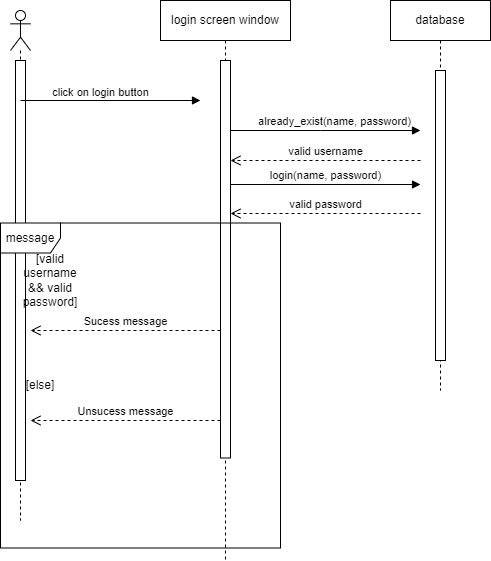 login screen window
database
click on login button
already_exist(name, password)
valid username
login(name, password)
valid password
message
[valid
username
&& valid
password]
Sucess message
[else]
Unsucess message